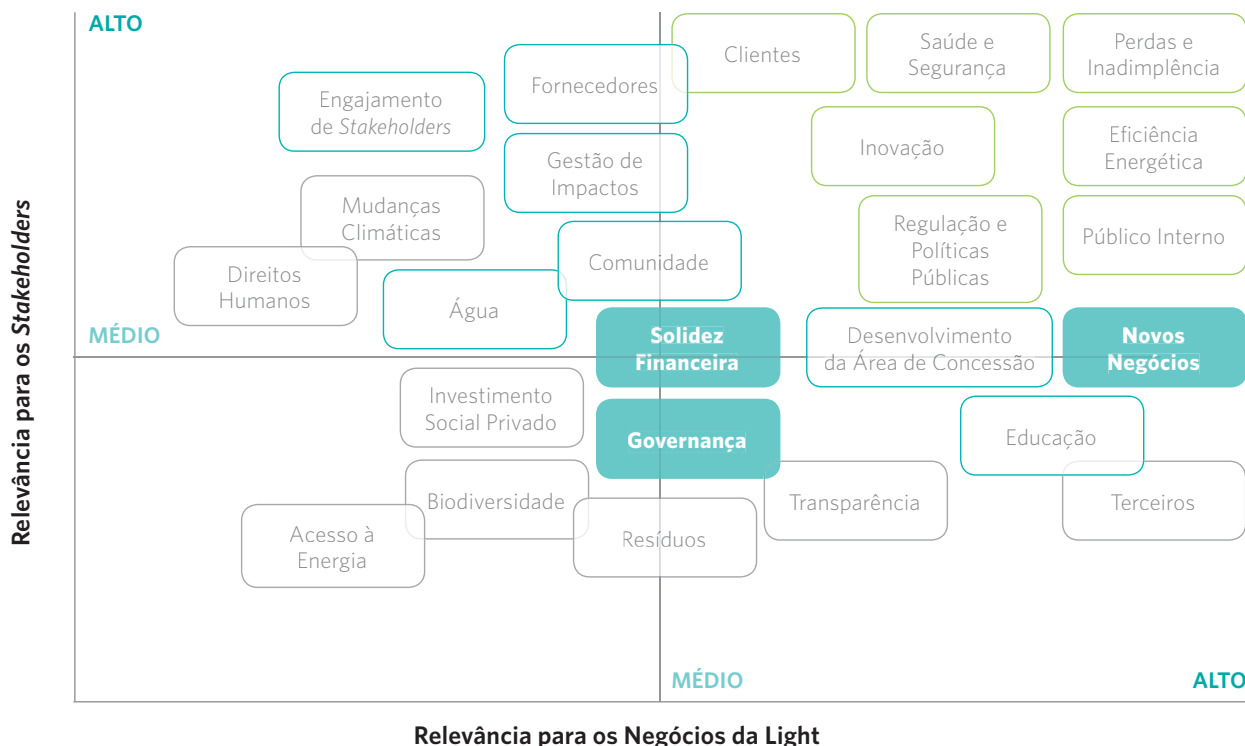 ALTO
Clientes
Saúde e
Segurança
Perdas e
Inadimplência
Fornecedores
Engajamento
de Stakeholders
Inovação
Eficiência
Energética
Gestão de
Impactos
Mudanças
Climáticas
Regulação e
Políticas
Públicas
Público Interno
Comunidade
Direitos
Humanos
Água
MÉDIO
Solidez
Financeira
Desenvolvimento
da Área de Concessão
Novos
Negócios
Investimento
Social Privado
Governança
Educação
Biodiversidade
Transparência
Terceiros
Acesso à
Energia
Resíduos
MÉDIO
ALTO
Relevância para os Stakeholders
Relevância para os Negócios da Light